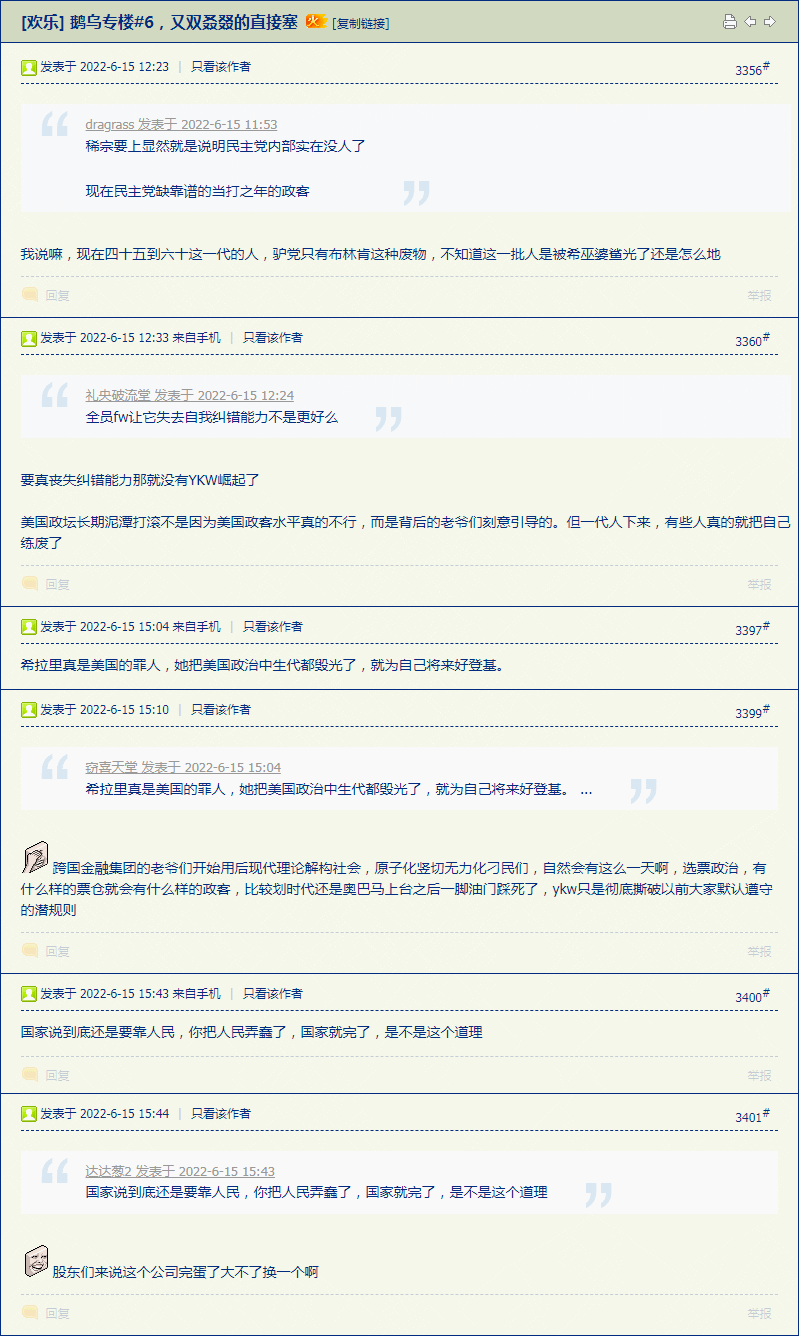 [欢乐] 鹅乌专楼#6，又双叒叕的直接塞 火 [复制链接]
发表于 2022-6-15 12:23 | 只看该作者 3356#
dragrass 发表于 2022-6-15 11:53
稀宗要上显然就是说明民主党内部实在没人了
现在民主党缺靠谱的当打之年的政客
我说嘛，现在四十五到六十这一代的人，驴党只有布林肯这种废物，不知道这一批人是被希巫婆鲨光了还是怎么地
回复 举报
发表于 2022-6-15 12:33 来自手机 | 只看该作者 3360#
礼央破流堂 发表于 2022-6-15 12:24
全员fw让它失去自我纠错能力不是更好么
要真丧失纠错能力那就没有YKW崛起了
美国政坛长期泥潭打滚不是因为美国政客水平真的不行，而是背后的老爷们刻意引导的。但一代人下来，有些人真的就把自己
练废了
回复 举报
发表于 2022-6-15 15:04 来自手机 | 只看该作者 3397#
希拉里真是美国的罪人，她把美国政治中生代都毁光了，就为自己将来好登基。
发表于 2022-6-15 15:10 | 只看该作者 3399#
窃喜天堂 发表于 2022-6-15 15:04
希拉里真是美国的罪人，她把美国政治中生代都毁光了，就为自己将来好登基。 ...
跨国金融集团的老爷们开始用后现代理论解构社会，原子化竖切无力化刁民们，自然会有这么一天啊，选票政治，有
什么样的票仓就会有什么样的政客，比较划时代还是奥巴马上台之后一脚油门踩死了，ykw只是彻底撕破以前大家默认遵守
的潜规则
回复 举报
发表于 2022-6-15 15:43 来自手机 | 只看该作者 3400#
国家说到底还是要靠人民，你把人民弄蠢了，国家就完了，是不是这个道理
回复 举报
发表于 2022-6-15 15:44 | 只看该作者 3401#
达达葱2 发表于 2022-6-15 15:43
国家说到底还是要靠人民，你把人民弄蠢了，国家就完了，是不是这个道理
股东们来说这个公司完蛋了大不了换一个啊
回复 举报